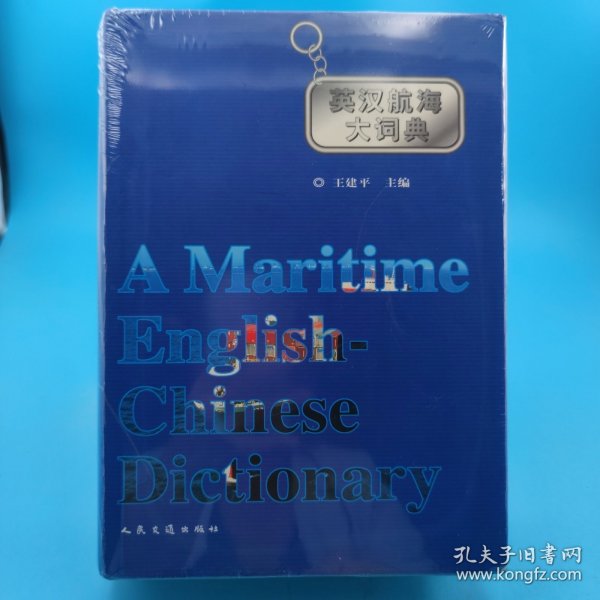 英汉航海
大词典
◎ 王建平 主编
A Maritime
English-
Chinese
Dictionary
人民交通出版社
孔夫子旧书网
www.kongfz.com